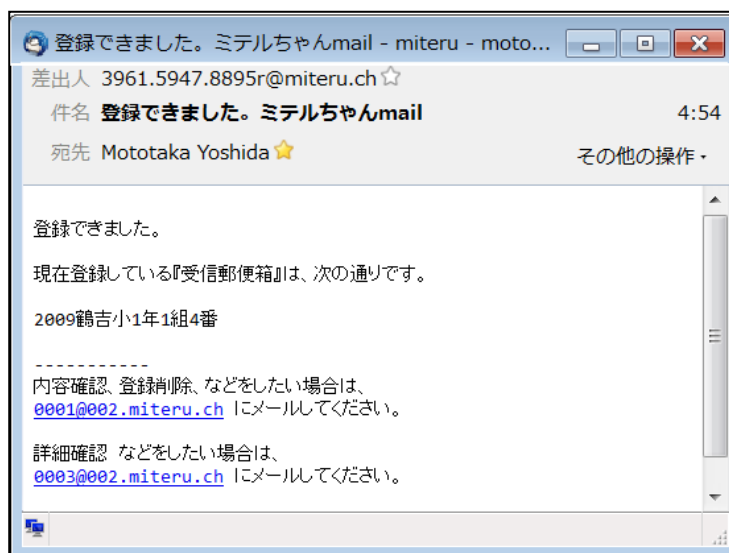 登録できました。ミテルちゃんmail - miteru - moto...
差出人 3961.5947.8895r@miteru.ch
件名 登録できました。ミテルちゃんmail 4:54
宛先 Mototaka Yoshida その他の操作
登録できました。
現在登録している『受信郵便箱』は、次の通りです。
2009鶴吉小1年1組4番
-----------
内容確認、登録削除、などをしたい場合は、
0001@002.miteru.ch にメールしてください。
詳細確認 などをしたい場合は、
0003@002.miteru.ch にメールしてください。